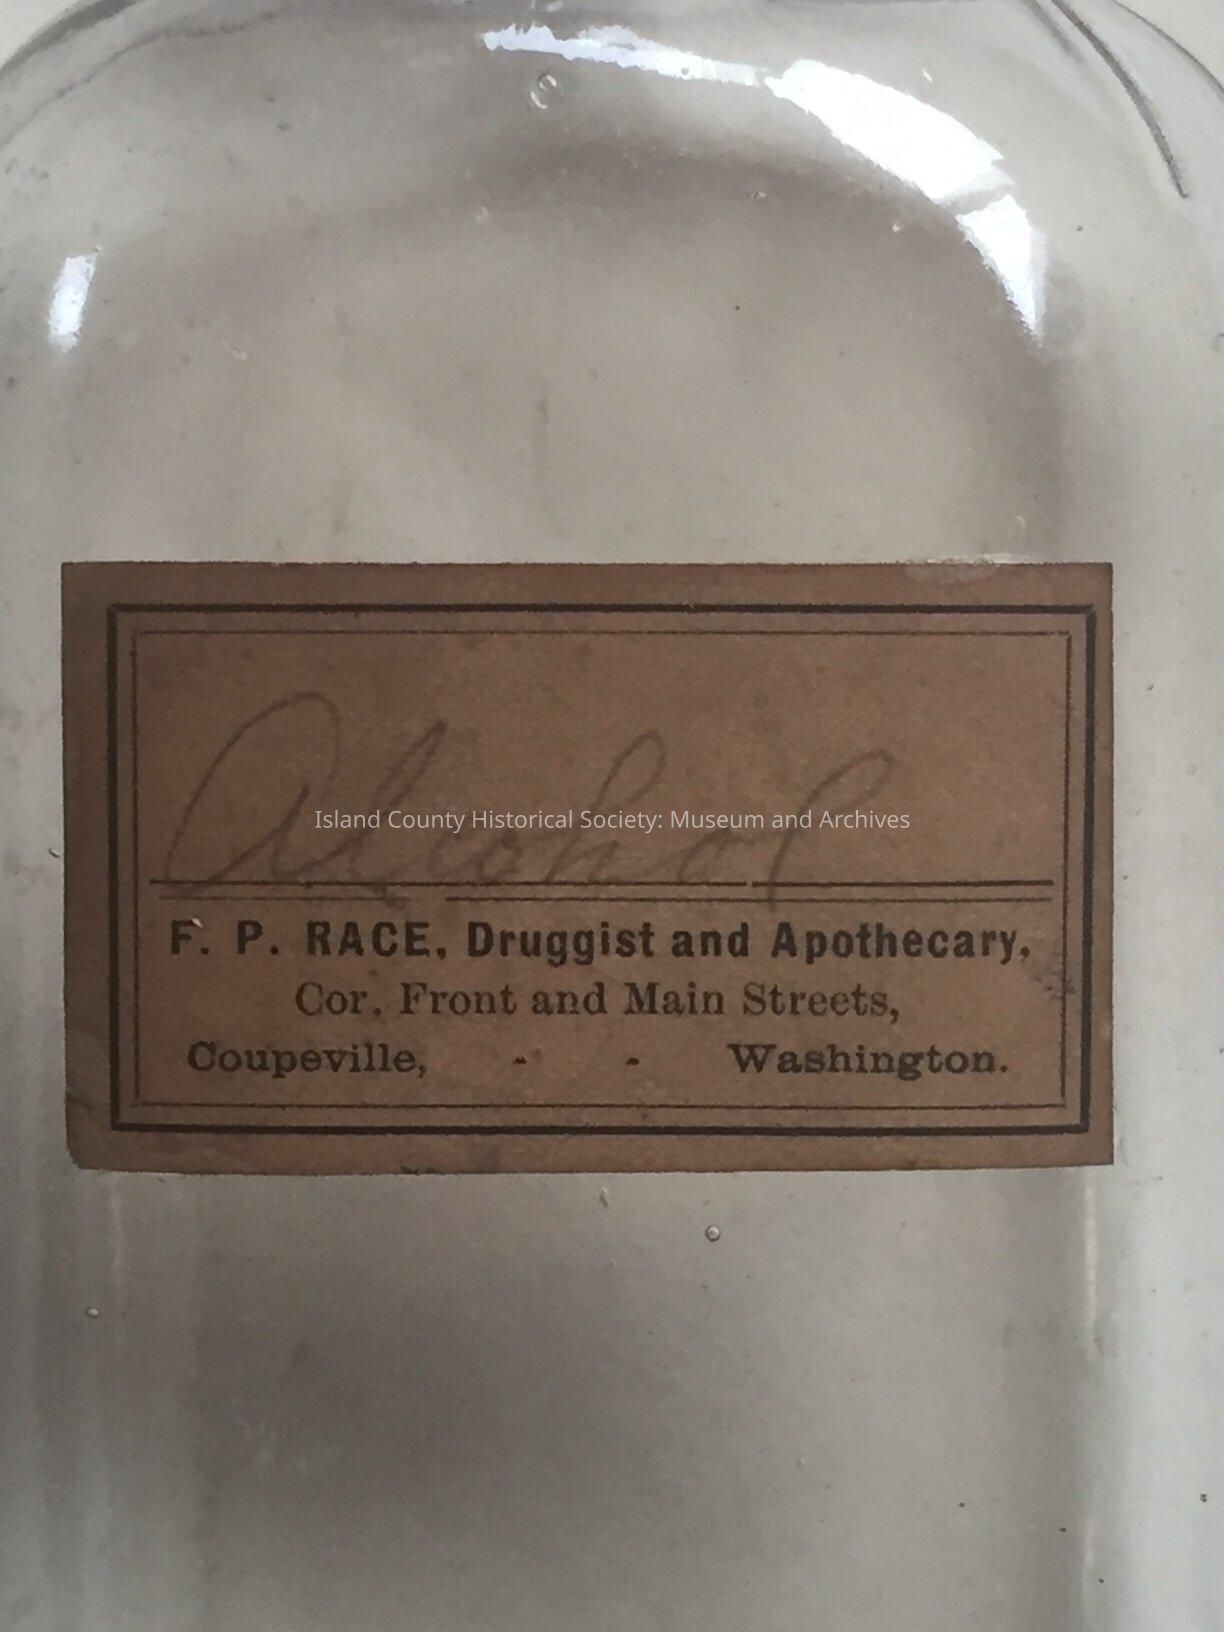 Alcohol
Island County Historical Society: Museum and Archives
F. P. RACE, Druggist and Apothecary,
Cor. Front and Main Streets,
Coupeville, - - Washington.